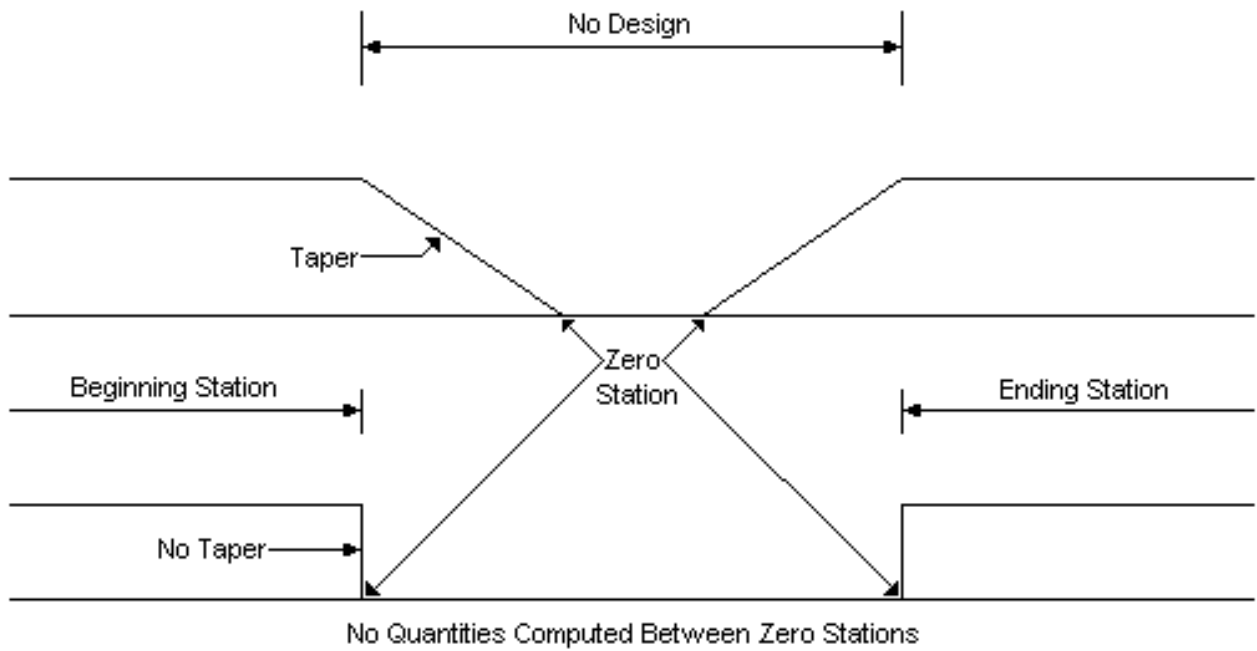 No Design
Taper
Zero
Station
Beginning Station
Ending Station
No Taper
No Quantities Computed Between Zero Stations